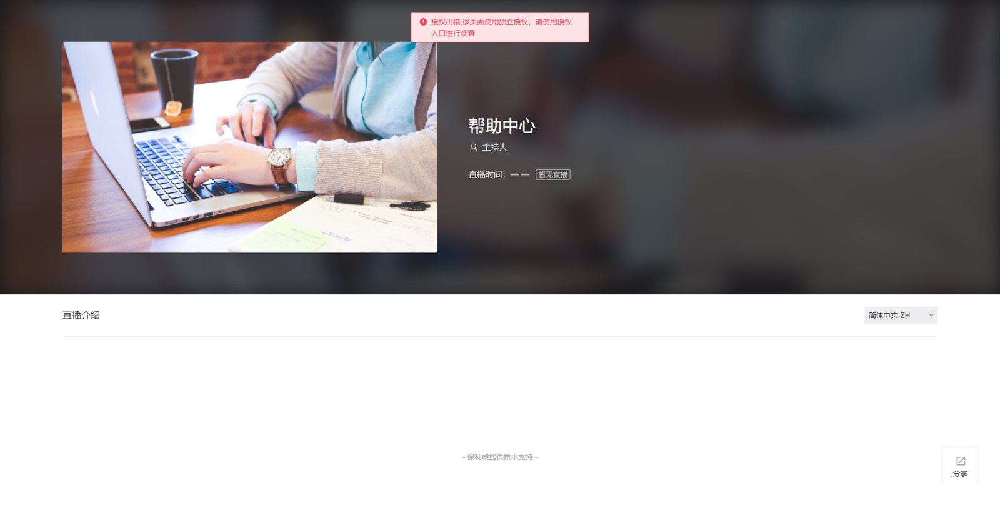 授权出错,该页面使用独立授权，请使用授权
入口进行观看
帮助中心
主持人
直播时间：— — 暂无直播
直播介绍
简体中文-ZH
- 保利威提供技术支持 -
分享